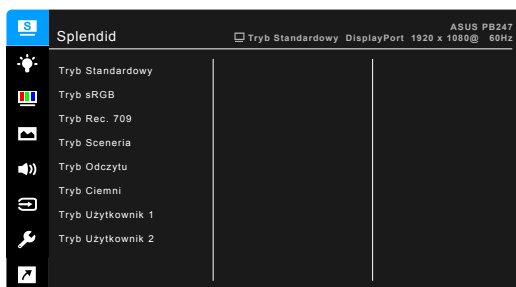 S
ASUS PB247
Splendid
Tryb Standardowy DisplayPort 1920 x 1080@ 60Hz
Tryb Standardowy
Tryb sRGB
Tryb Rec. 709
Tryb Sceneria
Tryb Odczytu
Tryb Ciemni
Tryb Użytkownik 1
Tryb Użytkownik 2